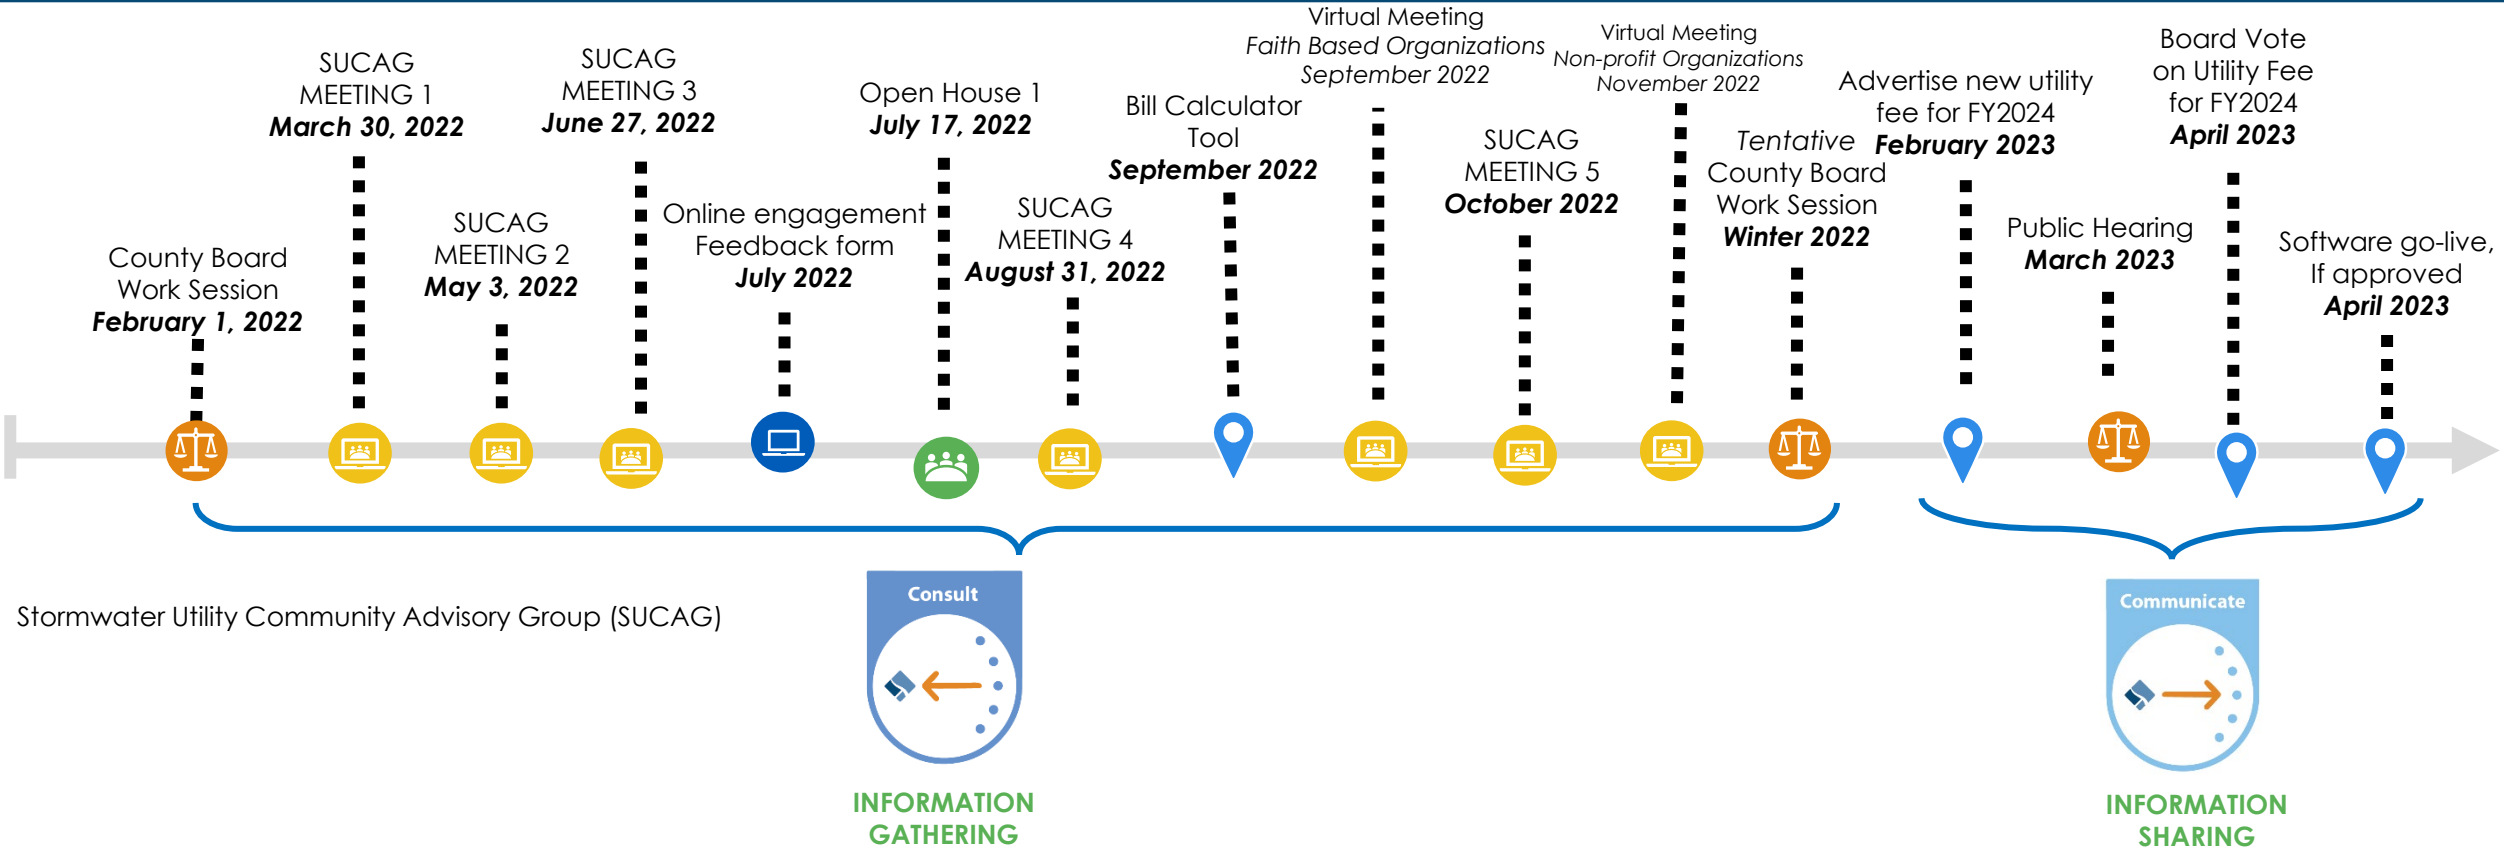 County Board
Work Session
February 1, 2022
SUCAG
MEETING 1
March 30, 2022
SUCAG
MEETING 2
May 3, 2022
SUCAG
MEETING 3
June 27, 2022
Online engagement
Feedback form
July 2022
Open House 1
July 17, 2022
SUCAG
MEETING 4
August 31, 2022
Bill Calculator
Tool
September 2022
Virtual Meeting
Faith Based Organizations
September 2022
SUCAG
MEETING 5
October 2022
Virtual Meeting
Non-profit Organizations
November 2022
Tentative
County Board
Work Session
Winter 2022
Advertise new utility
fee for FY2024
February 2023
Public Hearing
March 2023
Board Vote
on Utility Fee
for FY2024
April 2023
Software go-live,
If approved
April 2023
Stormwater Utility Community Advisory Group (SUCAG)
Consult
INFORMATION
GATHERING
Communicate
INFORMATION
SHARING